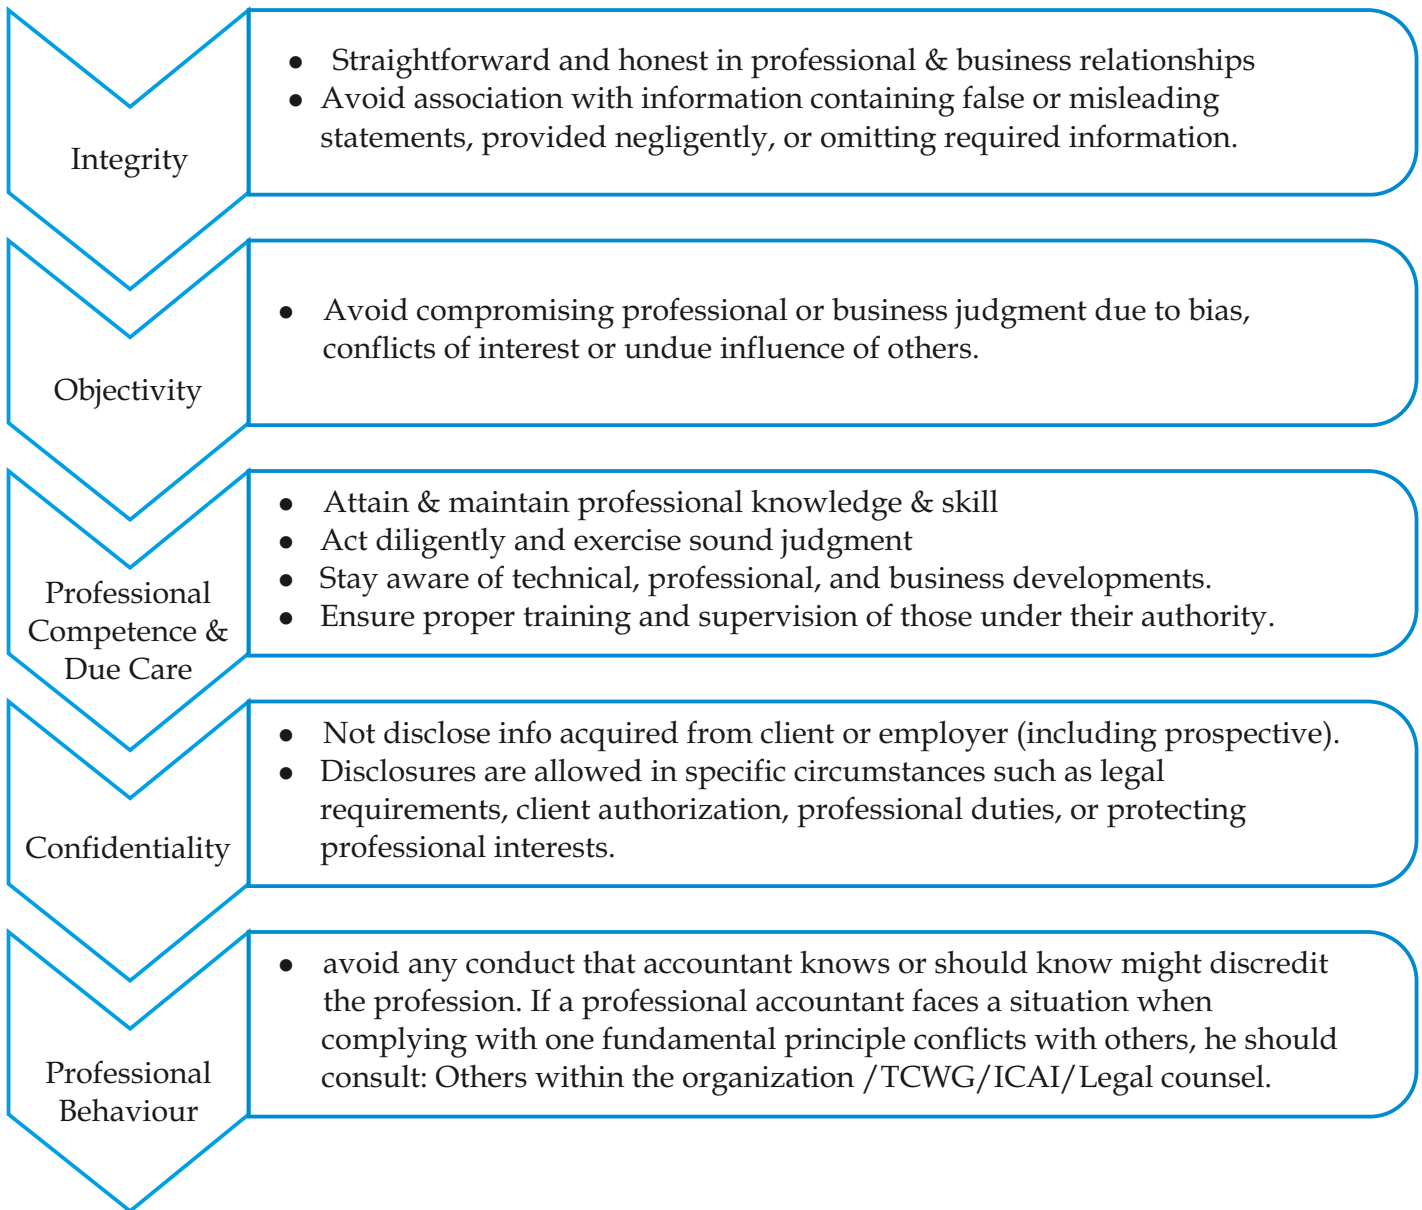 Integrity
● Straightforward and honest in professional & business relationships
● Avoid association with information containing false or misleading
statements, provided negligently, or omitting required information.
Objectivity
● Avoid compromising professional or business judgment due to bias,
conflicts of interest or undue influence of others.
Professional
Competence &
Due Care
● Attain & maintain professional knowledge & skill
● Act diligently and exercise sound judgment
● Stay aware of technical, professional, and business developments.
● Ensure proper training and supervision of those under their authority.
Confidentiality
● Not disclose info acquired from client or employer (including prospective).
● Disclosures are allowed in specific circumstances such as legal
requirements, client authorization, professional duties, or protecting
professional interests.
Professional
Behaviour
● avoid any conduct that accountant knows or should know might discredit
the profession. If a professional accountant faces a situation when
complying with one fundamental principle conflicts with others, he should
consult: Others within the organization /TCWG/ICAI/Legal counsel.